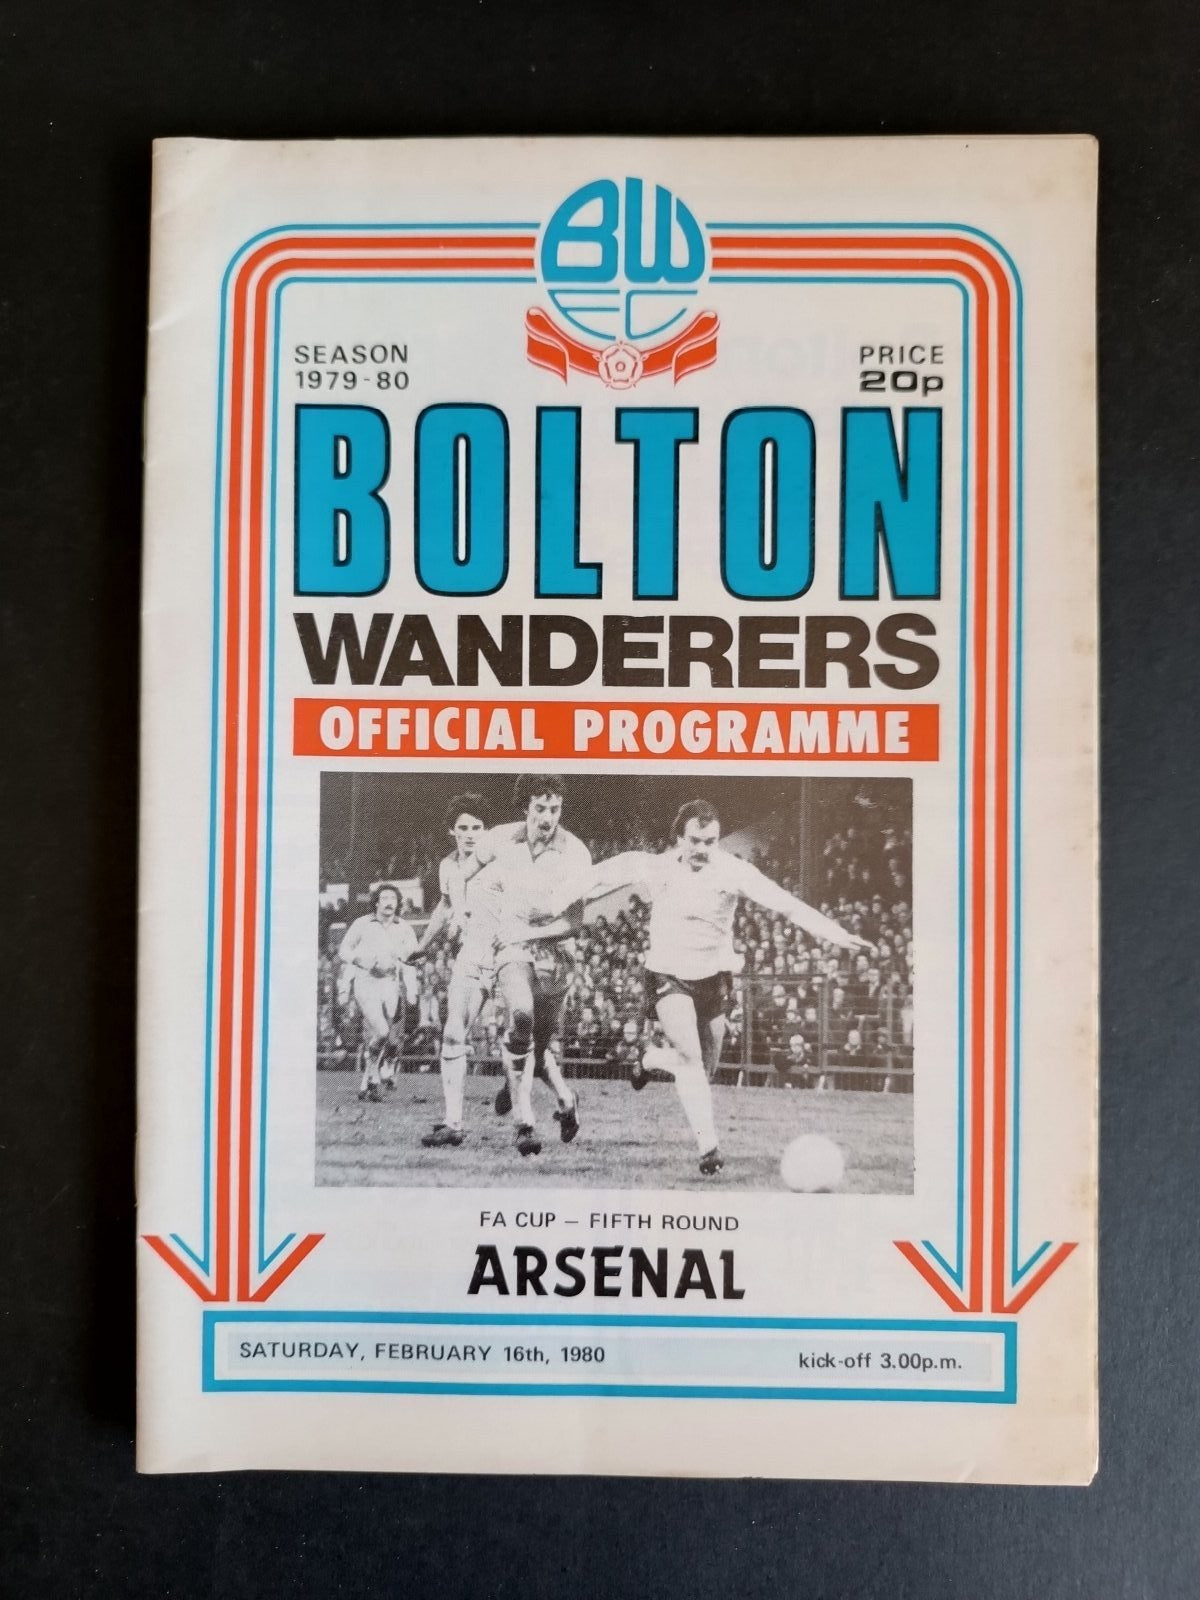 BW
FC
SEASON
1979-80
PRICE
20p
BOLTON
WANDERERS
OFFICIAL PROGRAMME
FA CUP – FIFTH ROUND
ARSENAL
SATURDAY, FEBRUARY 16th, 1980
kick-off 3.00p.m.